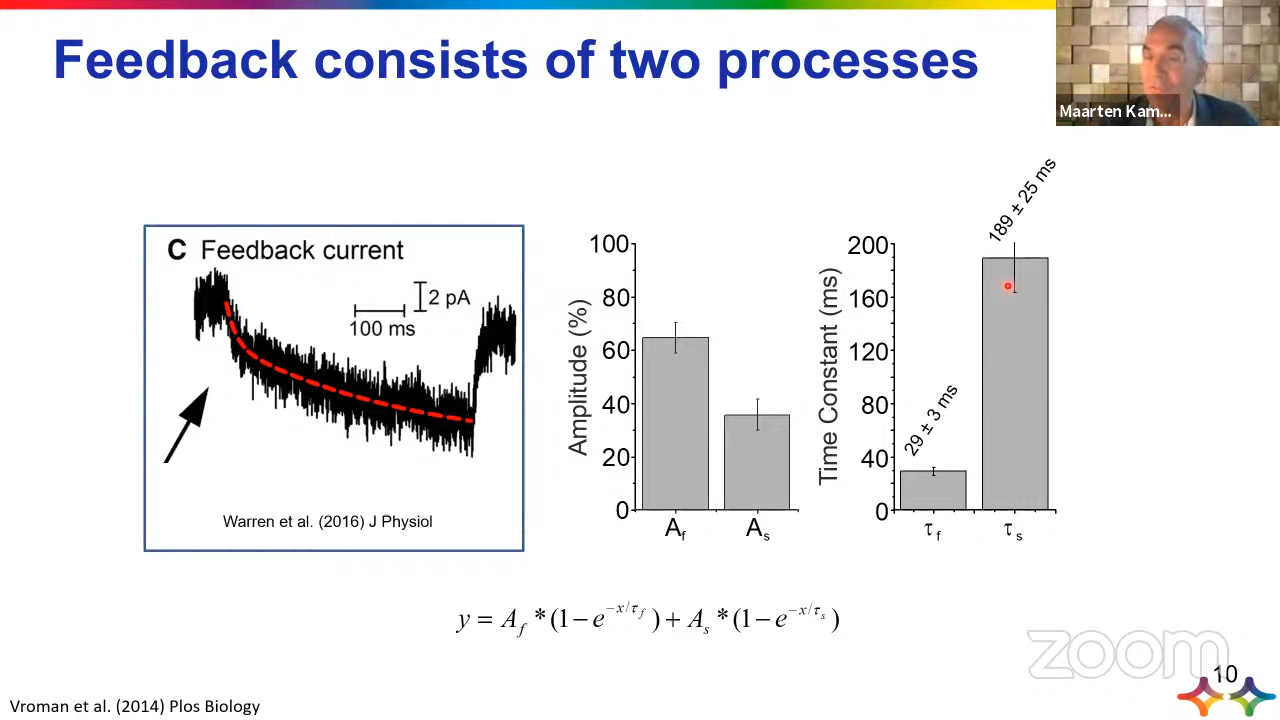 Feedback consists of two processes
Maarten Kam...
C Feedback current
2 pA
100 ms
Warren et al. (2016) J Physiol
Amplitude (%)
100
80
60
40
20
0
A_f A_s
Time Constant (ms)
200
160
120
80
40
0
29 ± 3 ms
189 ± 25 ms
τ_f τ_s
y = A_f * (1 − e^{−x/τ_f}) + A_s * (1 − e^{−x/τ_s})
zoom
10
Vroman et al. (2014) Plos Biology